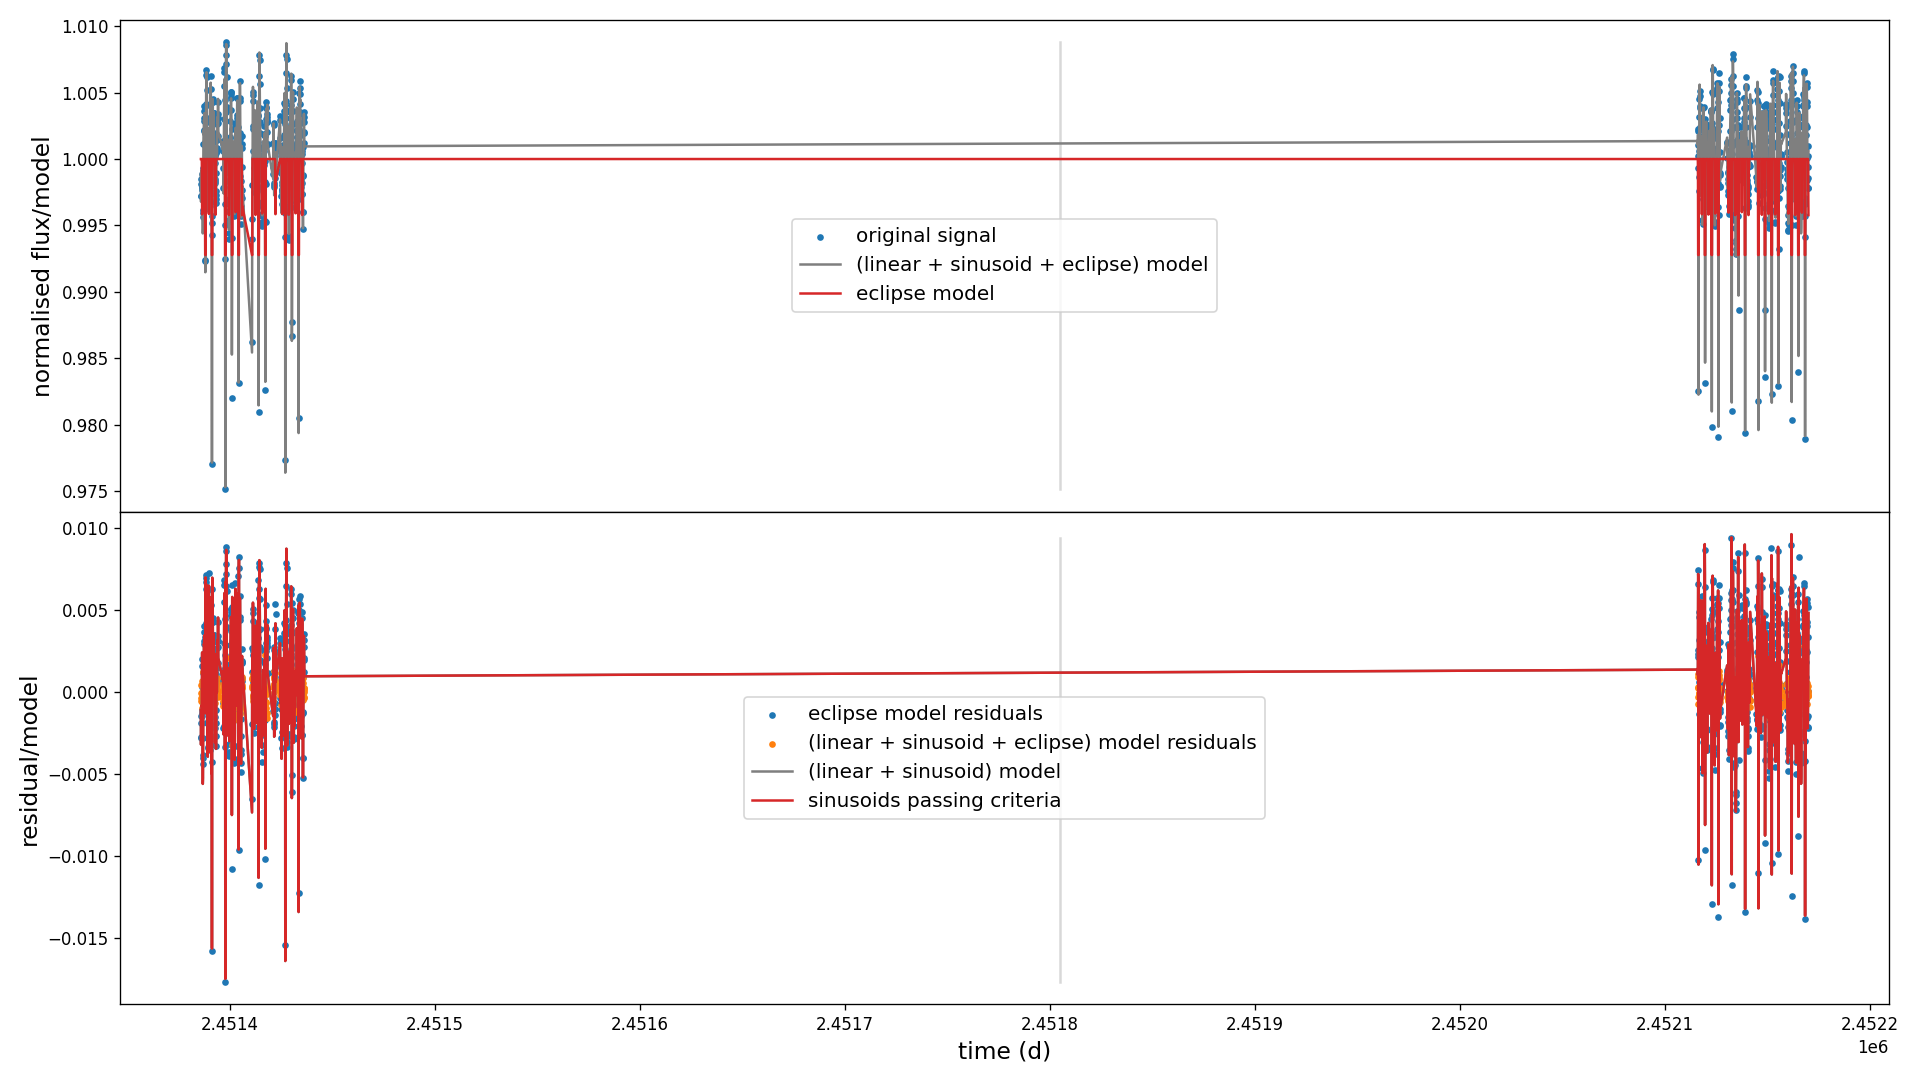 1.010
1.005
1.000
0.995
0.990
0.985
0.980
0.975
normalised flux/model
original signal
(linear + sinusoid + eclipse) model
eclipse model
0.010
0.005
0.000
−0.005
−0.010
−0.015
residual/model
eclipse model residuals
(linear + sinusoid + eclipse) model residuals
(linear + sinusoid) model
sinusoids passing criteria
2.4514 2.4515 2.4516 2.4517 2.4518 2.4519 2.4520 2.4521 2.4522
1e6
time (d)